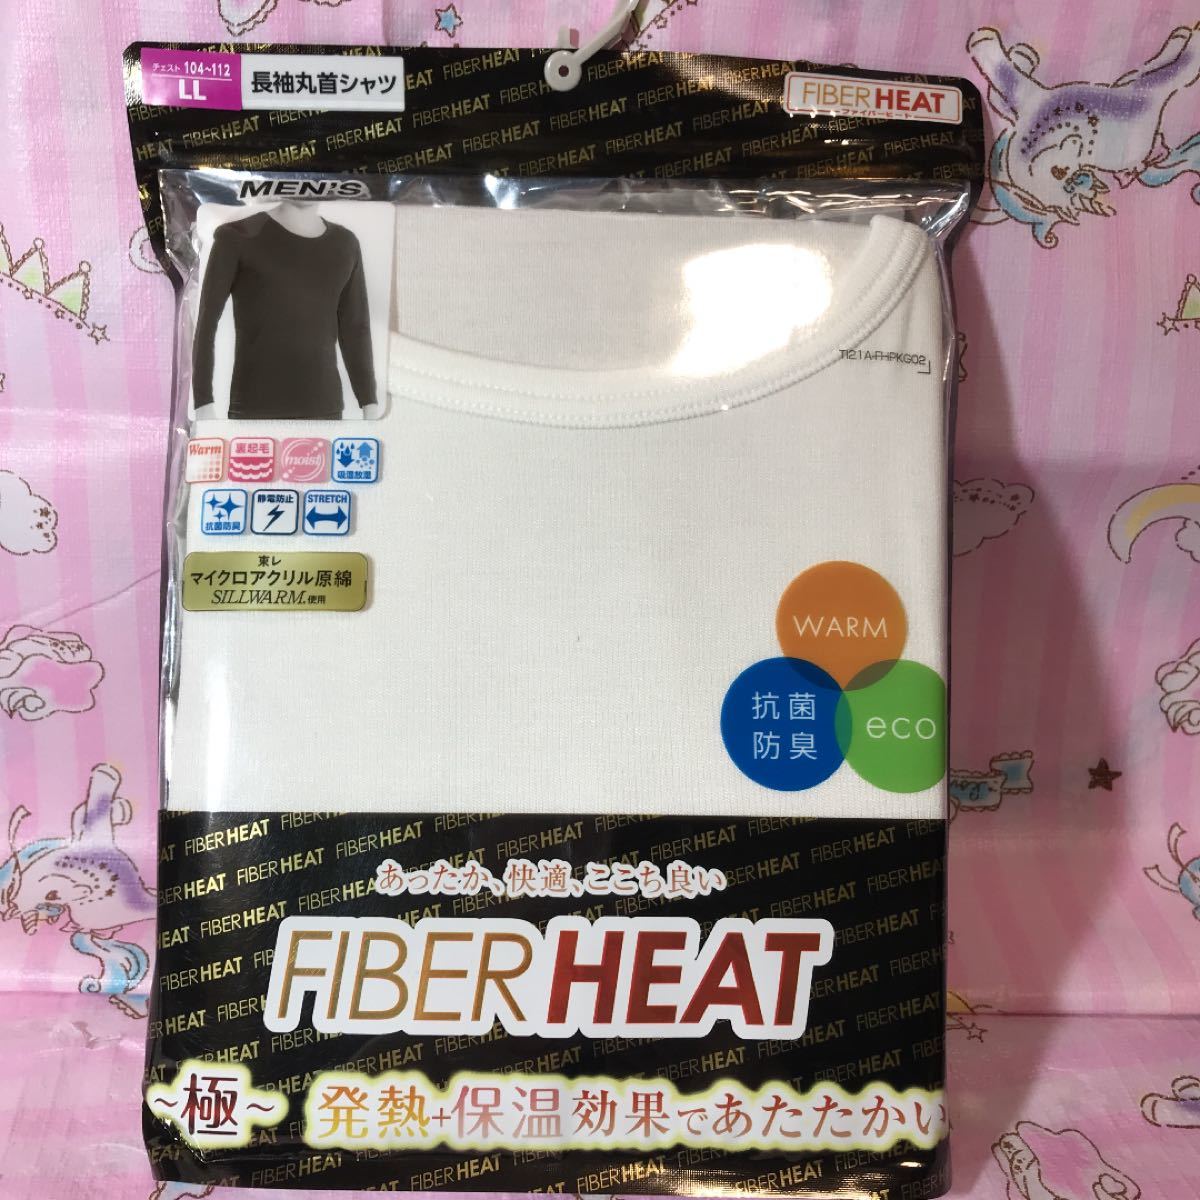 チェスト 104~112
LL
長袖丸首シャツ
FIBER HEAT
ファイバーヒート
MEN'S
TI21A-FHPKG02
Warm
裏起毛
moist
吸湿放湿
抗菌防臭
静電防止
STRETCH
東レ
マイクロアクリル原綿
SILLWARM.使用
WARM
抗菌
防臭
eco
あったか、快適、ここち良い
FIBER HEAT
~極~ 発熱+保温効果であたたかい